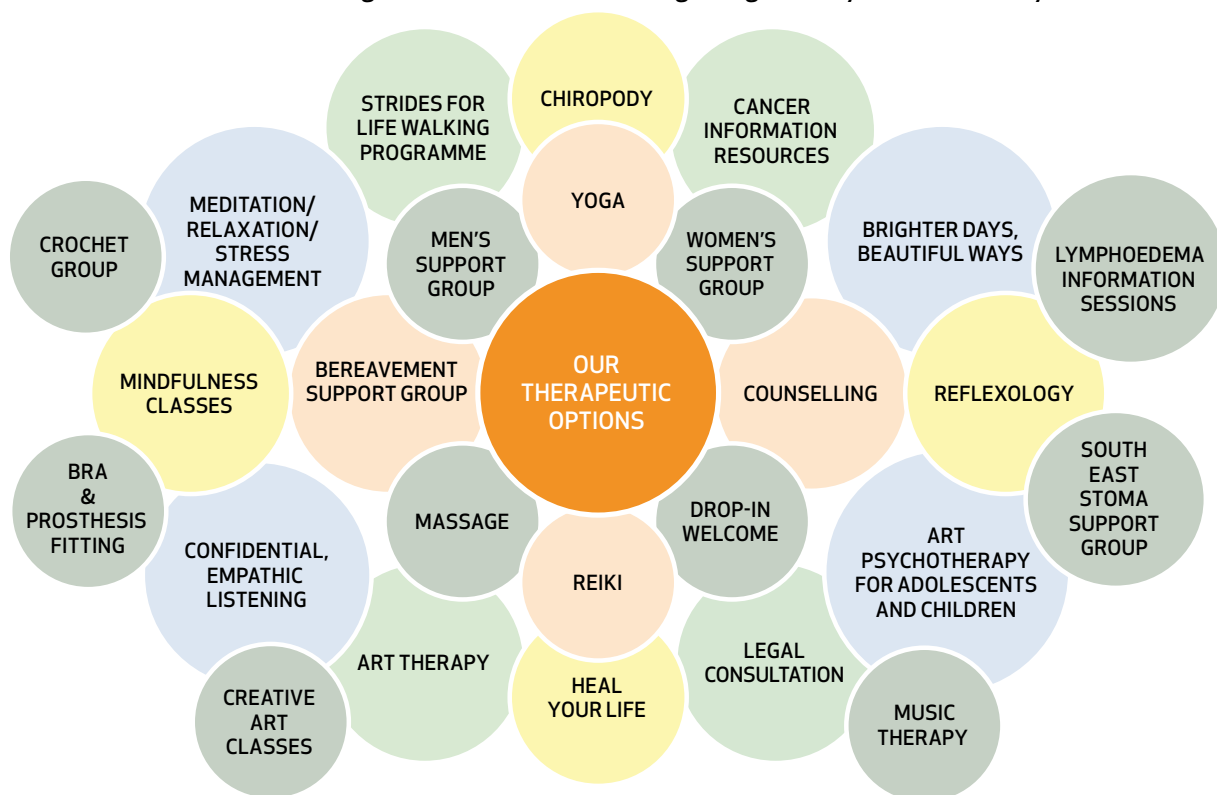 CHIROPODY
STRIDES FOR
LIFE WALKING
PROGRAMME
CANCER
INFORMATION
RESOURCES
YOGA
MEDITATION/
RELAXATION/
STRESS
MANAGEMENT
MEN'S
SUPPORT
GROUP
WOMEN'S
SUPPORT
GROUP
BRIGHTER DAYS,
BEAUTIFUL WAYS
CROCHET
GROUP
LYMPHOEDEMA
INFORMATION
SESSIONS
MINDFULNESS
CLASSES
BEREAVEMENT
SUPPORT GROUP
OUR
THERAPEUTIC
OPTIONS
COUNSELLING
REFLEXOLOGY
BRA
&
PROSTHESIS
FITTING
MASSAGE
DROP-IN
WELCOME
SOUTH
EAST
STOMA
SUPPORT
GROUP
CONFIDENTIAL,
EMPATHIC
LISTENING
REIKI
ART
PSYCHOTHERAPY
FOR ADOLESCENTS
AND CHILDREN
ART THERAPY
HEAL
YOUR LIFE
LEGAL
CONSULTATION
CREATIVE
ART
CLASSES
MUSIC
THERAPY